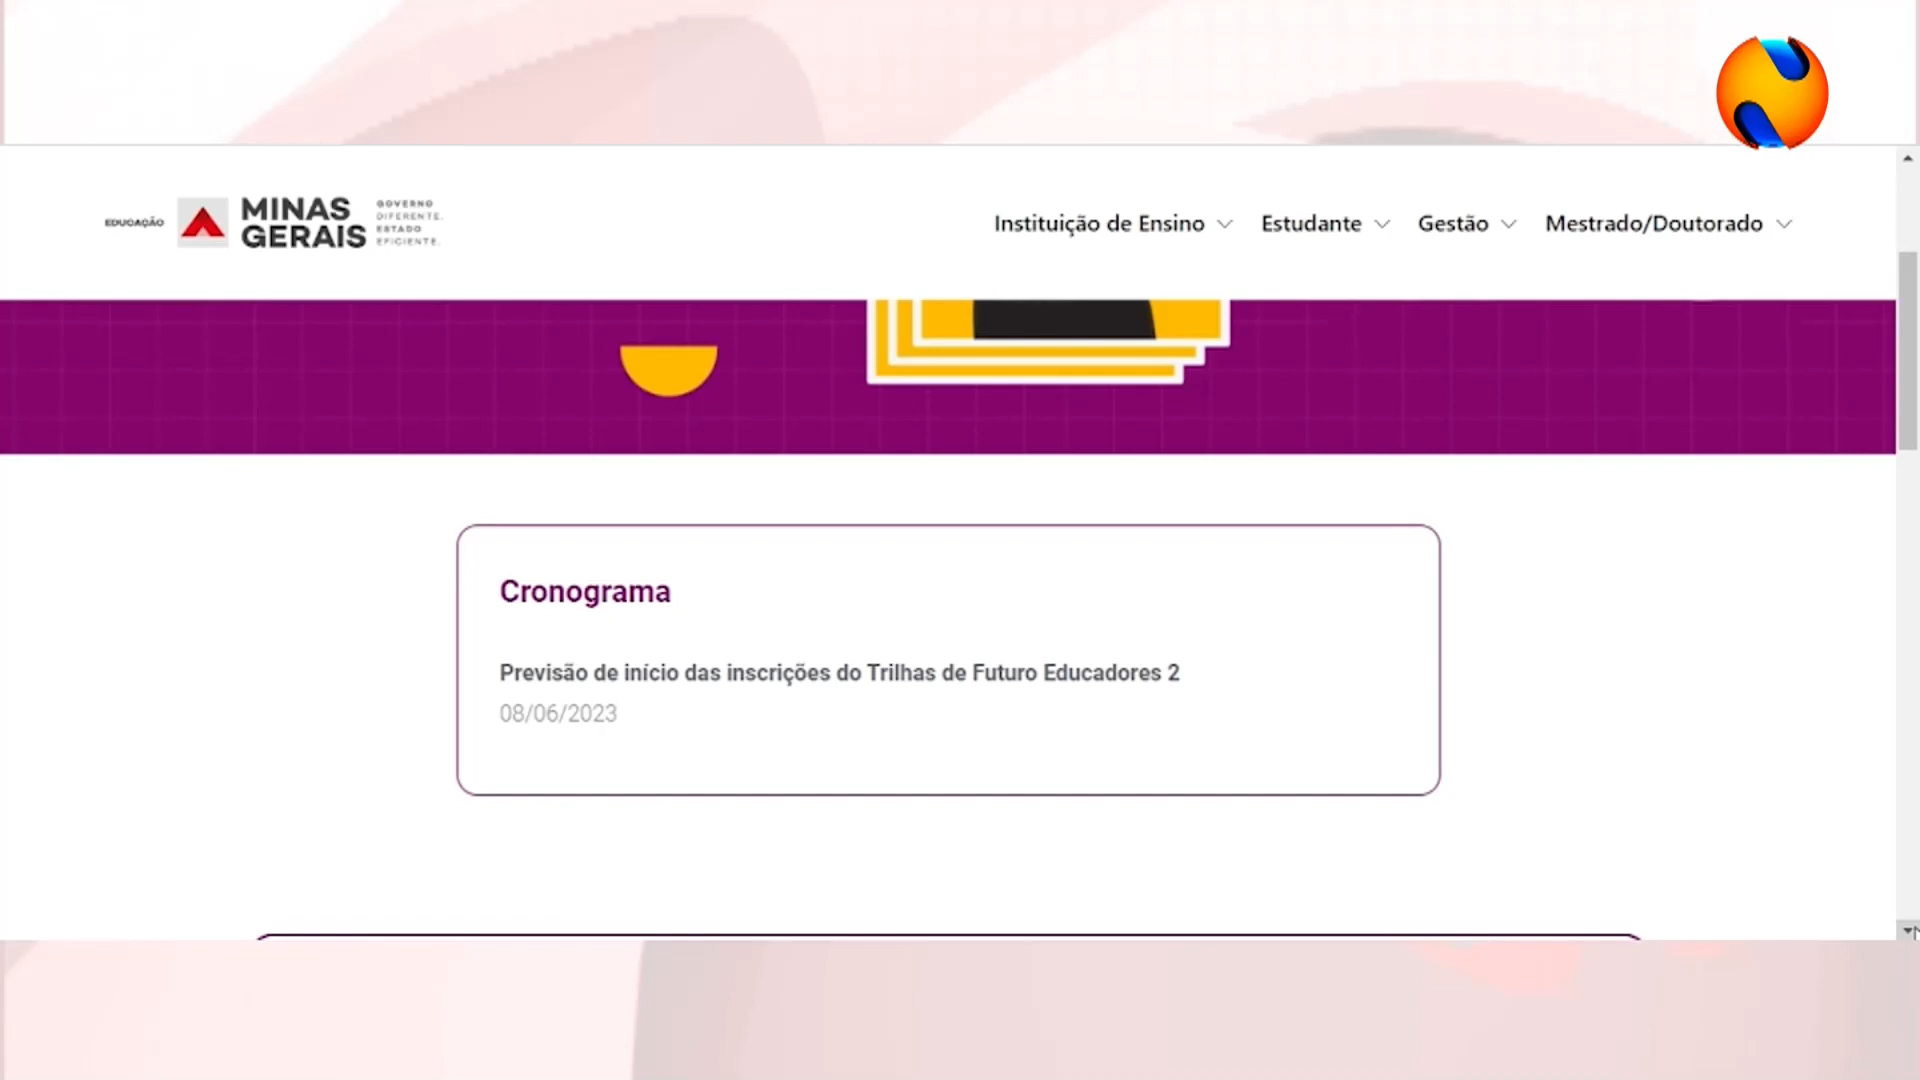 EDUCAÇÃO
MINAS
GERAIS
GOVERNO
DIFERENTE.
ESTADO
EFICIENTE.
Instituição de Ensino
Estudante
Gestão
Mestrado/Doutorado
Cronograma
Previsão de início das inscrições do Trilhas de Futuro Educadores 2
08/06/2023